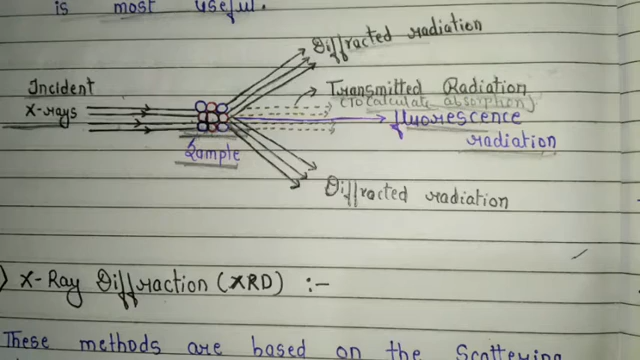 is most useful.
Diffracted radiation
Incident
X-rays
Transmitted Radiation
(To calculate absorption)
fluorescence
radiation
Sample
Diffracted radiation
) X-Ray Diffraction (XRD) :-
These methods are based on the Scattering